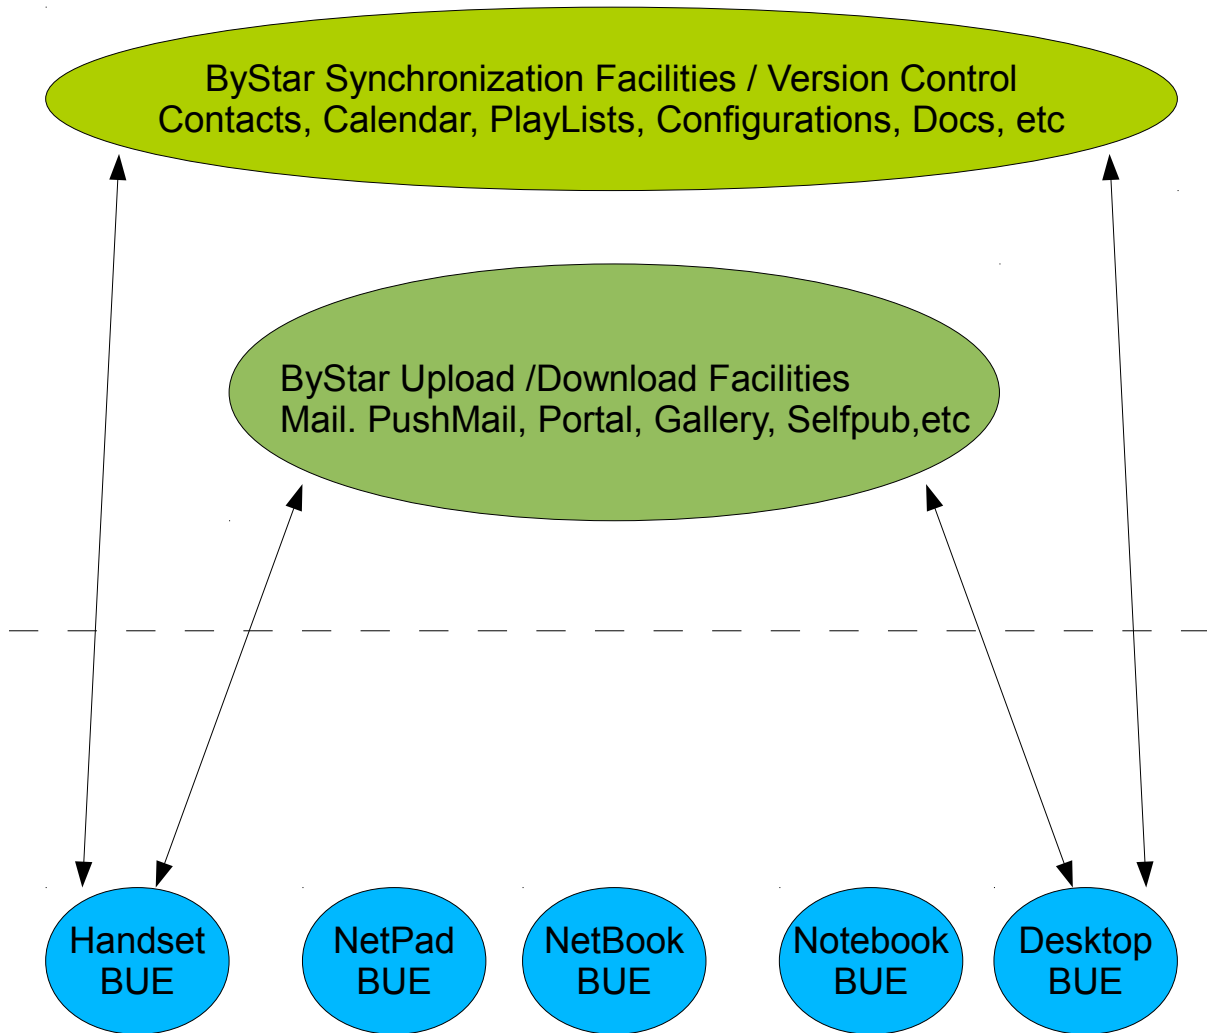 ByStar Synchronization Facilities / Version Control
Contacts, Calendar, PlayLists, Configurations, Docs, etc
ByStar Upload /Download Facilities
Mail. PushMail, Portal, Gallery, Selfpub,etc
Handset
BUE
NetPad
BUE
NetBook
BUE
Notebook
BUE
Desktop
BUE